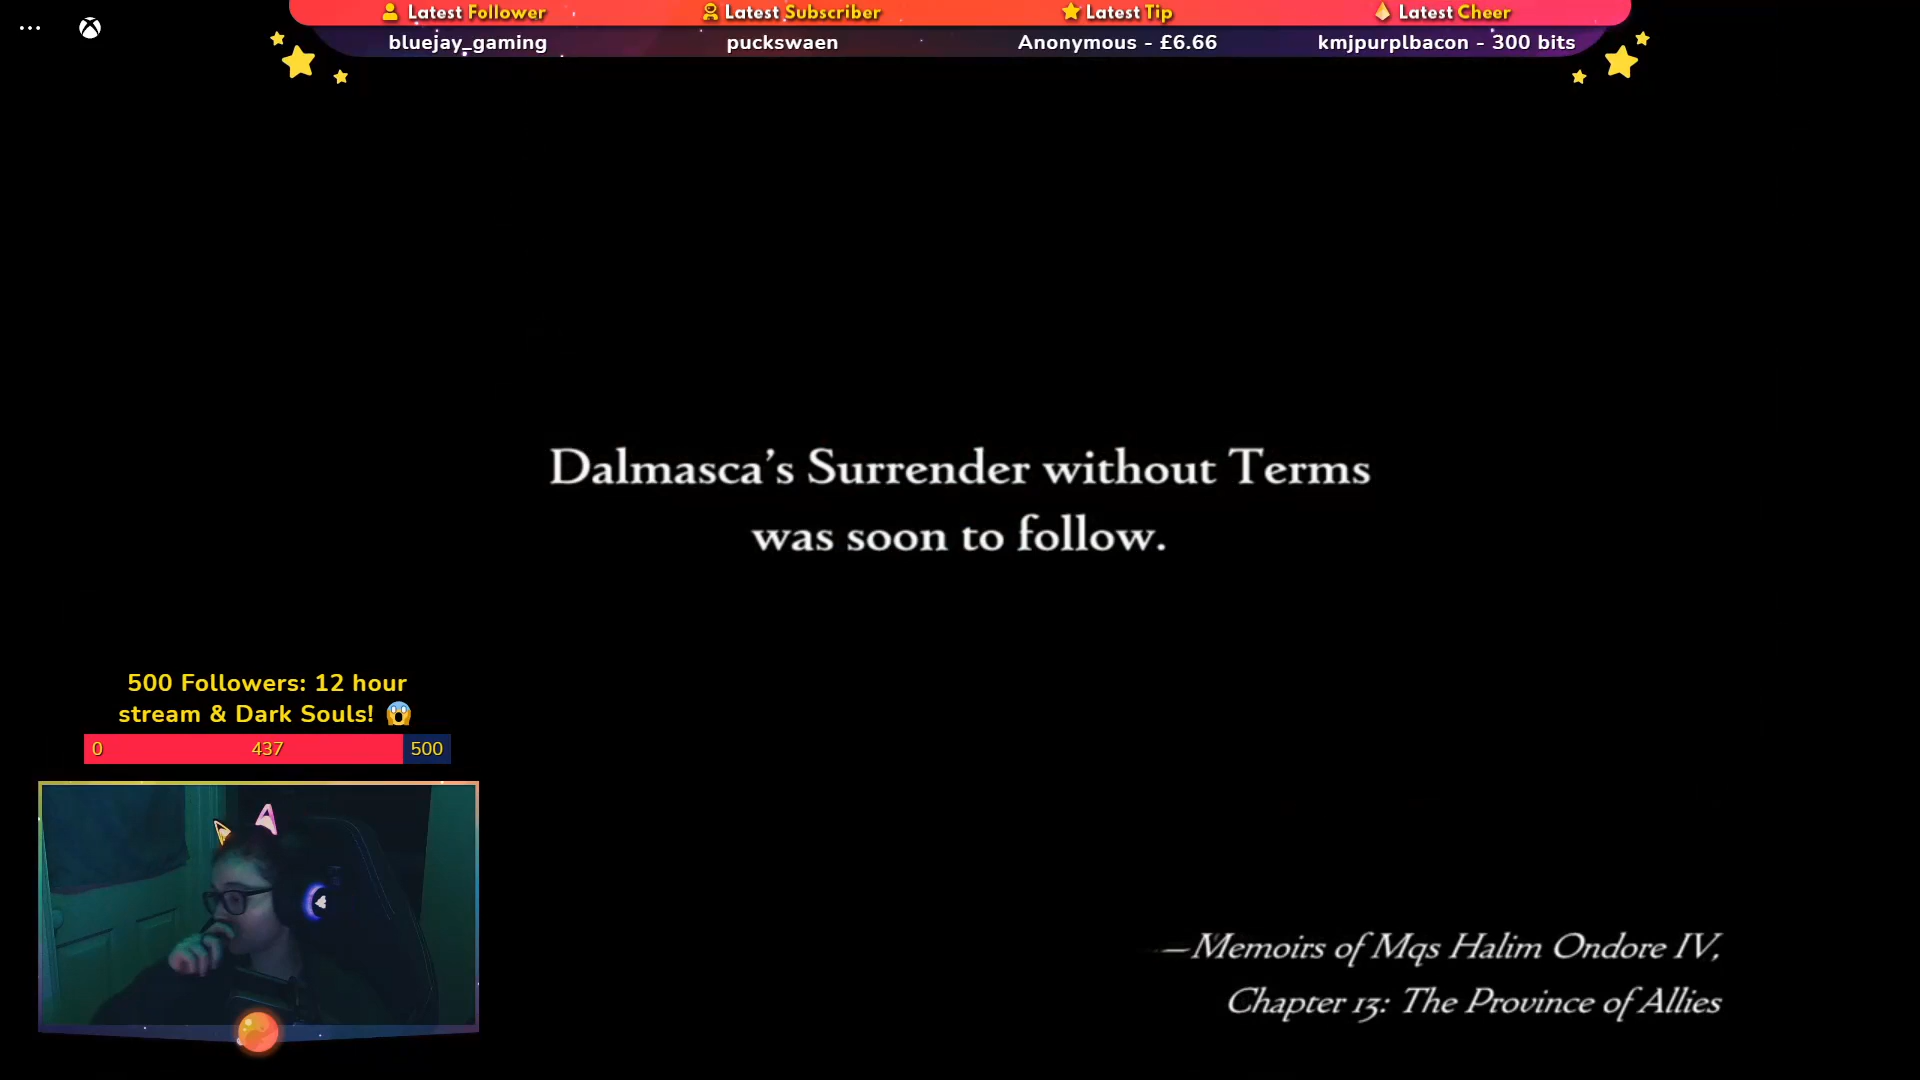 Latest Follower
bluejay_gaming
Latest Subscriber
puckswaen
Latest Tip
Anonymous - £6.66
Latest Cheer
kmjpurplbacon - 300 bits
Dalmasca's Surrender without Terms
was soon to follow.
500 Followers: 12 hour
stream & Dark Souls! 😱
0 437 500
—Memoirs of Mqs Halim Ondore IV,
Chapter 13: The Province of Allies